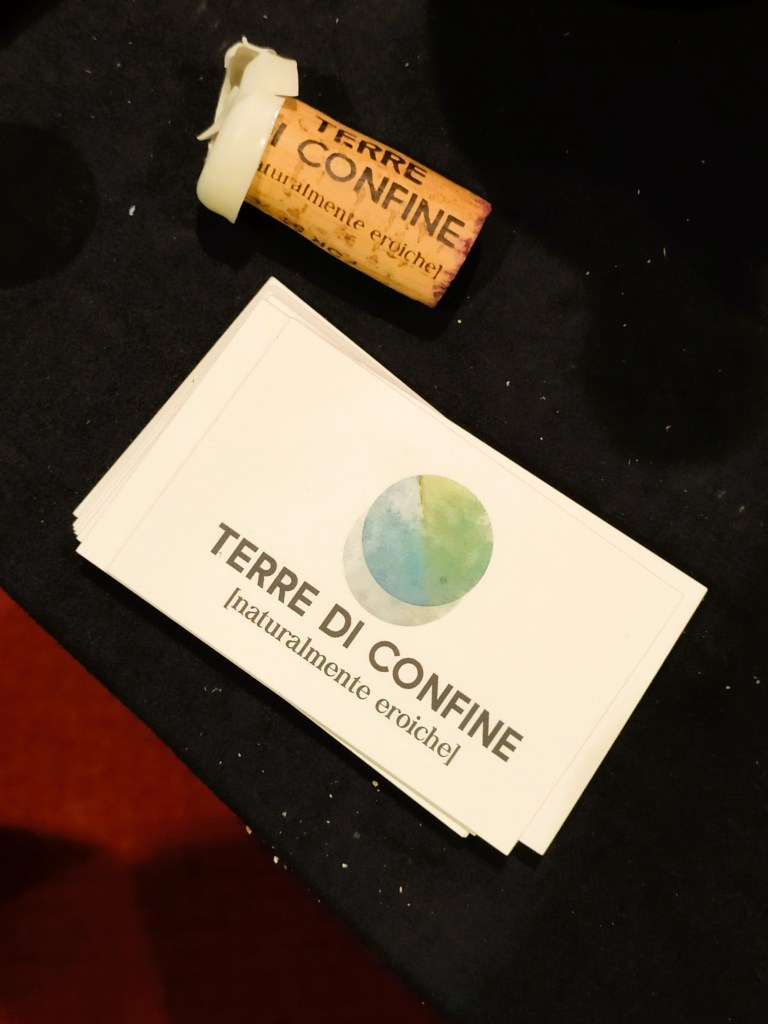 TERRE
DI CONFINE
naturalmente eroiche]
TERRE DI CONFINE
[naturalmente eroiche]